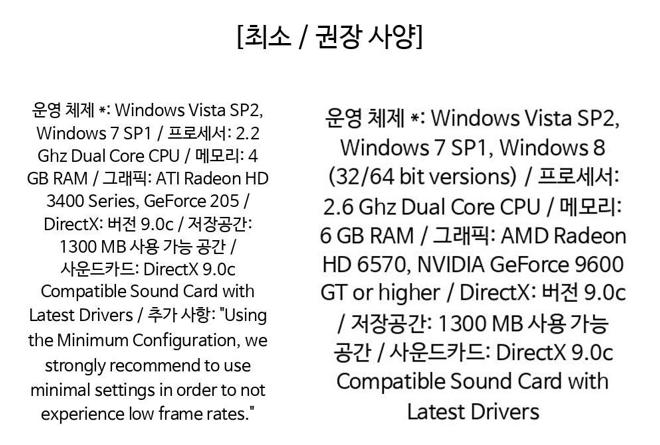 [최소 / 권장 사양]
운영 체제 *: Windows Vista SP2,
Windows 7 SP1 / 프로세서: 2.2
Ghz Dual Core CPU / 메모리: 4
GB RAM / 그래픽: ATI Radeon HD
3400 Series, GeForce 205 /
DirectX: 버전 9.0c / 저장공간:
1300 MB 사용 가능 공간 /
사운드카드: DirectX 9.0c
Compatible Sound Card with
Latest Drivers / 추가 사항: "Using
the Minimum Configuration, we
strongly recommend to use
minimal settings in order to not
experience low frame rates."
운영 체제 *: Windows Vista SP2,
Windows 7 SP1, Windows 8
(32/64 bit versions) / 프로세서:
2.6 Ghz Dual Core CPU / 메모리:
6 GB RAM / 그래픽: AMD Radeon
HD 6570, NVIDIA GeForce 9600
GT or higher / DirectX: 버전 9.0c
/ 저장공간: 1300 MB 사용 가능
공간 / 사운드카드: DirectX 9.0c
Compatible Sound Card with
Latest Drivers